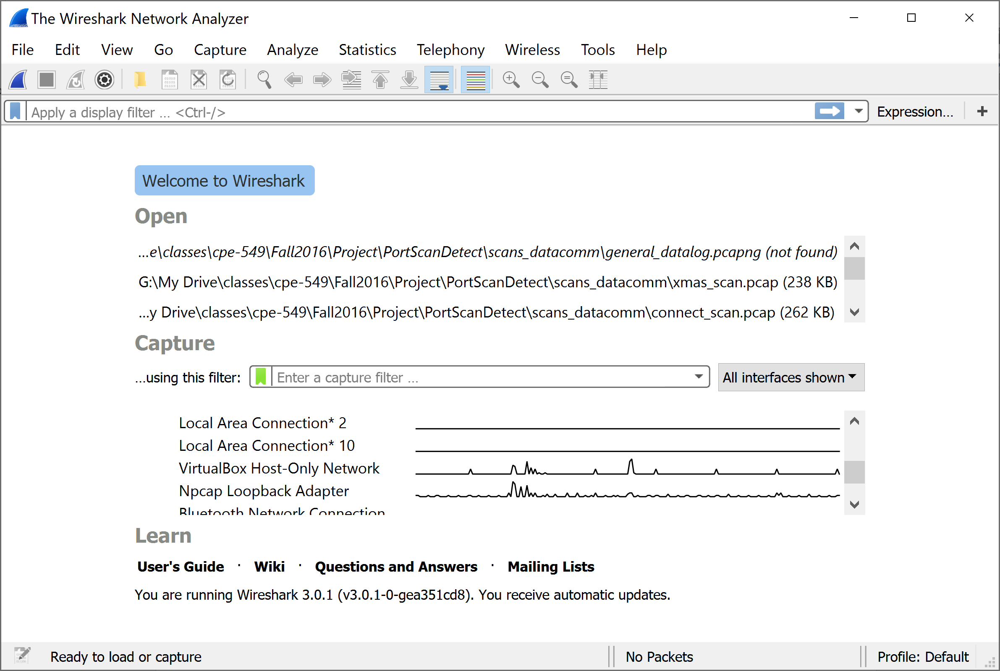 The Wireshark Network Analyzer
File Edit View Go Capture Analyze Statistics Telephony Wireless Tools Help
Apply a display filter ... <Ctrl-/> Expression... +
Welcome to Wireshark
Open
...e\classes\cpe-549\Fall2016\Project\PortScanDetect\scans_datacomm\general_datalog.pcapng (not found)
G:\My Drive\classes\cpe-549\Fall2016\Project\PortScanDetect\scans_datacomm\xmas_scan.pcap (238 KB)
...y Drive\classes\cpe-549\Fall2016\Project\PortScanDetect\scans_datacomm\connect_scan.pcap (262 KB)
Capture
...using this filter: Enter a capture filter ... All interfaces shown
Local Area Connection* 2
Local Area Connection* 10
VirtualBox Host-Only Network
Npcap Loopback Adapter
Bluetooth Network Connection
Learn
User's Guide · Wiki · Questions and Answers · Mailing Lists
You are running Wireshark 3.0.1 (v3.0.1-0-gea351cd8). You receive automatic updates.
Ready to load or capture No Packets Profile: Default